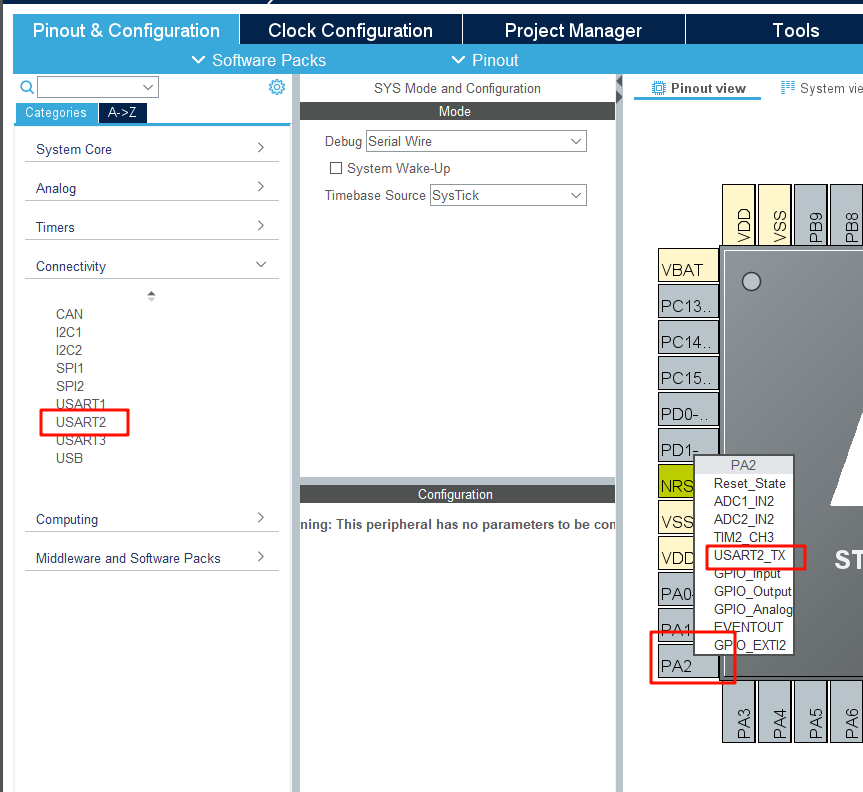 Pinout & Configuration
Clock Configuration
Project Manager
Tools
Software Packs
Pinout
Categories
A->Z
System Core
Analog
Timers
Connectivity
CAN
I2C1
I2C2
SPI1
SPI2
USART1
USART2
USART3
USB
Computing
Middleware and Software Packs
SYS Mode and Configuration
Mode
Debug Serial Wire
System Wake-Up
Timebase Source SysTick
Configuration
ning: This peripheral has no parameters to be con
Pinout view
System vie
VDD
VSS
PB9
PB8
VBAT
PC13..
PC14..
PC15..
PD0-..
PD1-
NRS
VSS
VDD
PA0-
PA1
PA2
PA2
Reset_State
ADC1_IN2
ADC2_IN2
TIM2_CH3
USART2_TX
GPIO_Input
GPIO_Output
GPIO_Analog
EVENTOUT
GPIO_EXTI2
ST
PA3
PA4
PA5
PA6